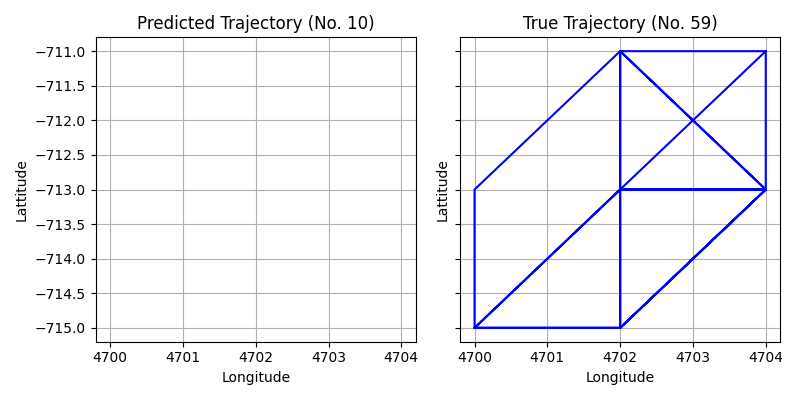 Predicted Trajectory (No. 10)
Lattitude
−711.0
−711.5
−712.0
−712.5
−713.0
−713.5
−714.0
−714.5
−715.0
4700 4701 4702 4703 4704
Longitude
True Trajectory (No. 59)
Lattitude
4700 4701 4702 4703 4704
Longitude